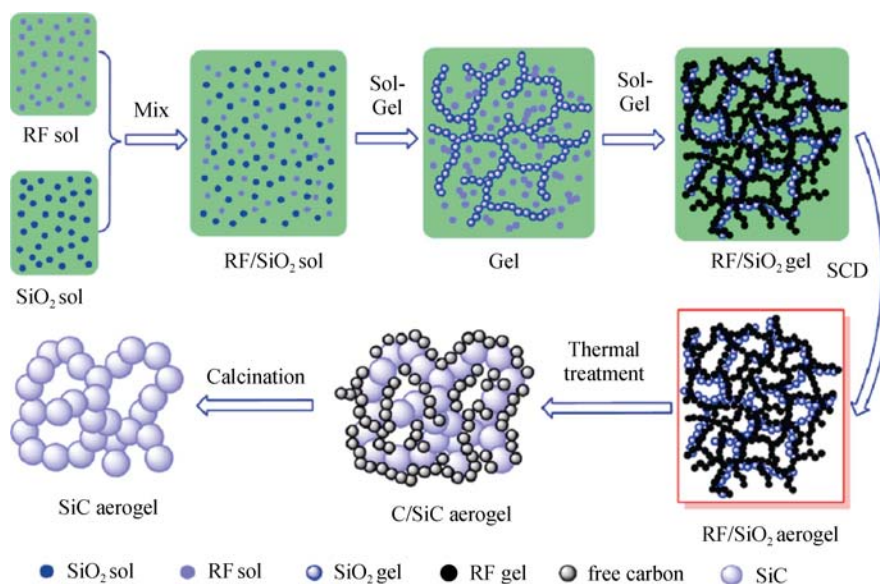 RF sol
SiO₂ sol
Mix
RF/SiO₂ sol
Sol-
Gel
Gel
Sol-
Gel
RF/SiO₂ gel
SCD
RF/SiO₂ aerogel
Thermal
treatment
C/SiC aerogel
Calcination
SiC aerogel
SiO₂ sol RF sol SiO₂ gel RF gel free carbon SiC